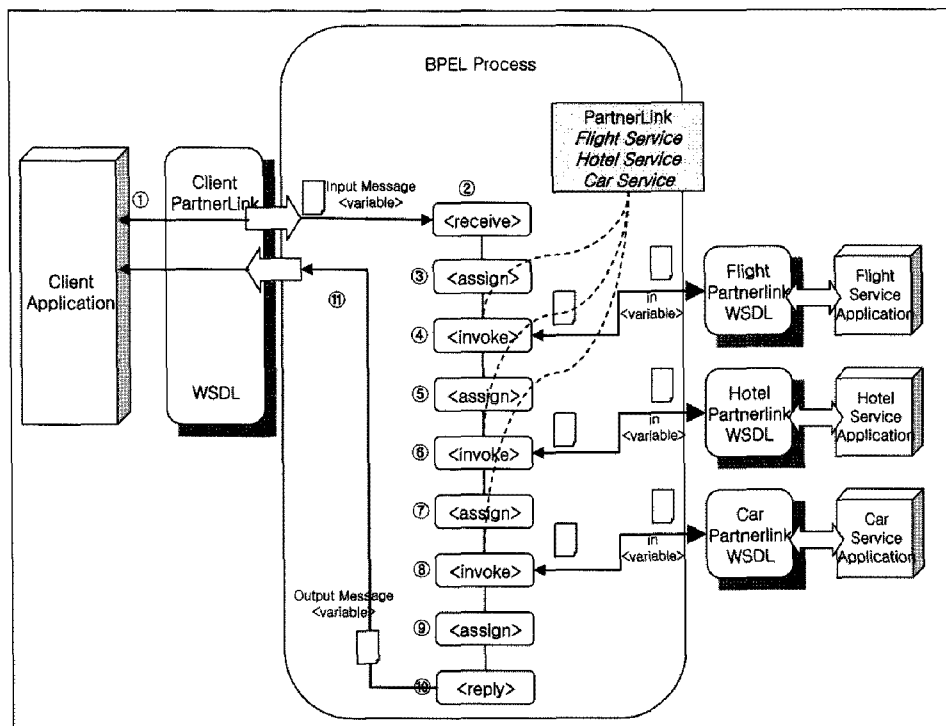 BPEL Process
PartnerLink
Flight Service
Hotel Service
Car Service
Client
Application
①
Client
PartnerLink
WSDL
Input Message
<variable>
②
<receive>
③
<assign>
④
<invoke>
⑤
<assign>
⑥
<invoke>
⑦
<assign>
⑧
<invoke>
⑨
<assign>
⑩
<reply>
⑪
Output Message
<variable>
in
<variable>
Flight
Partnerlink
WSDL
Flight
Service
Application
in
<variable>
Hotel
Partnerlink
WSDL
Hotel
Service
Application
in
<variable>
Car
Partnerlink
WSDL
Car
Service
Application